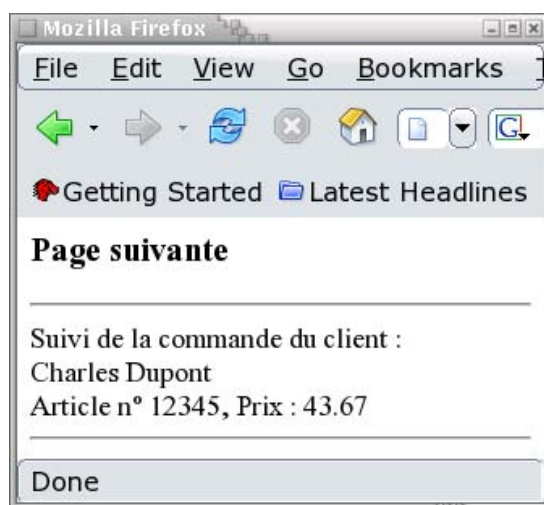 Mozilla Firefox
File Edit View Go Bookmarks
G
Getting Started Latest Headlines
Page suivante
Suivi de la commande du client :
Charles Dupont
Article n° 12345, Prix : 43.67
Done